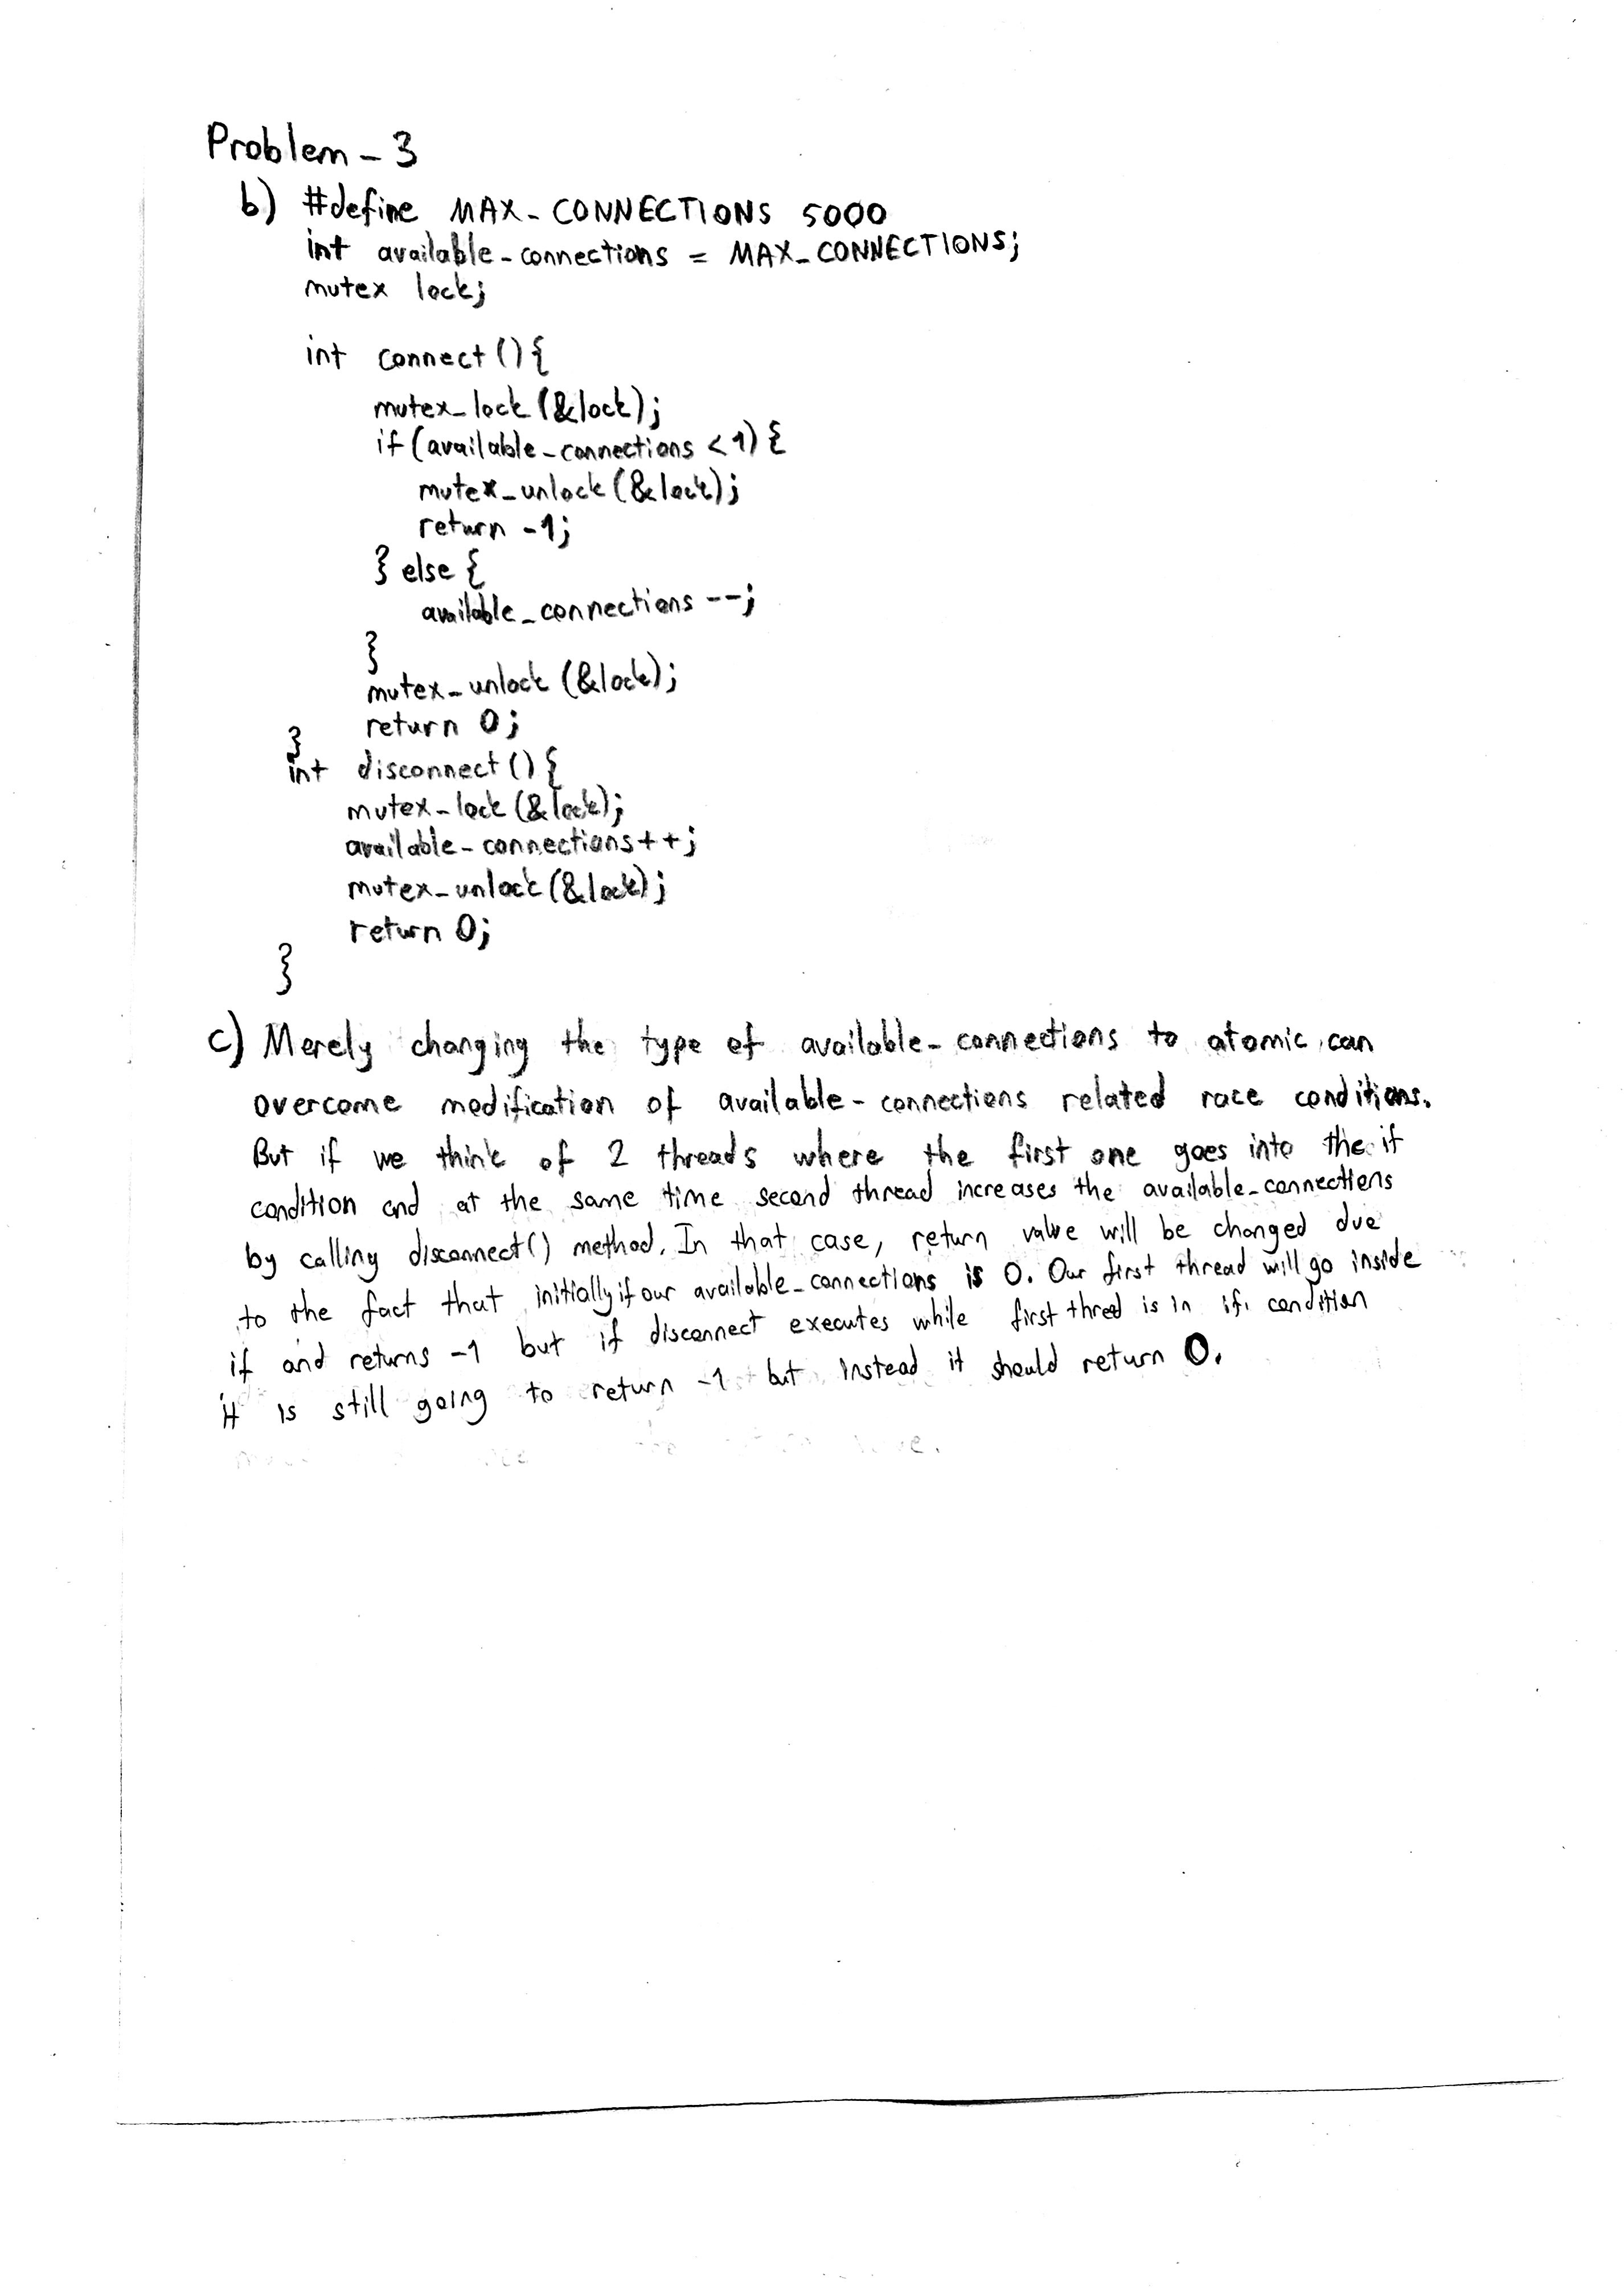 Problem - 3
b) #define MAX_CONNECTIONS 5000
int available_connections = MAX_CONNECTIONS;
mutex lock;
int connect(){
mutex_lock(&lock);
if(available_connections < 1){
mutex_unlock(&lock);
return -1;
} else {
available_connections --;
}
mutex_unlock(&lock);
return 0;
}
int disconnect(){
mutex_lock(&lock);
available_connections++;
mutex_unlock(&lock);
return 0;
}
c) Merely changing the type of available_connections to atomic can
overcome modification of available_connections related race conditions.
But if we think of 2 threads where the first one goes into the if
condition and at the same time second thread increases the available_connections
by calling disconnect() method. In that case, return value will be changed due
to the fact that initially if our available_connections is 0. Our first thread will go inside
if and returns -1 but if disconnect executes while first thred is in if condition
it is still going to return -1 but instead it should return 0.